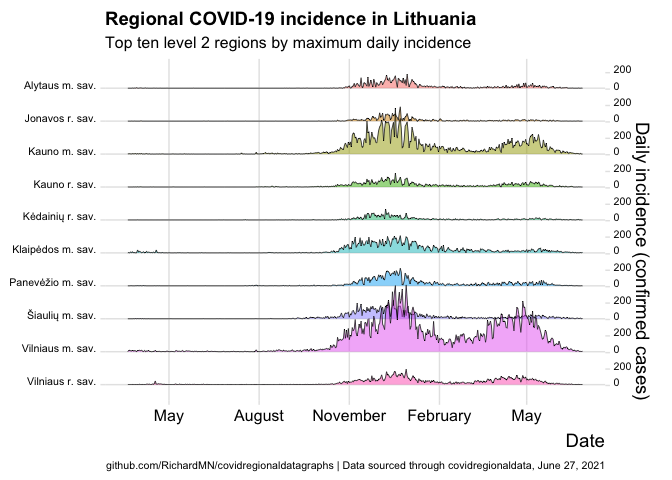 Regional COVID-19 incidence in Lithuania
Top ten level 2 regions by maximum daily incidence
Alytaus m. sav.
Jonavos r. sav.
Kauno m. sav.
Kauno r. sav.
Kėdainių r. sav.
Klaipėdos m. sav.
Panevėžio m. sav.
Šiaulių m. sav.
Vilniaus m. sav.
Vilniaus r. sav.
200
0
200
0
200
0
200
0
200
0
200
0
200
0
200
0
200
0
200
0
Daily incidence (confirmed cases)
May August November February May
Date
github.com/RichardMN/covidregionaldatagraphs | Data sourced through covidregionaldata, June 27, 2021